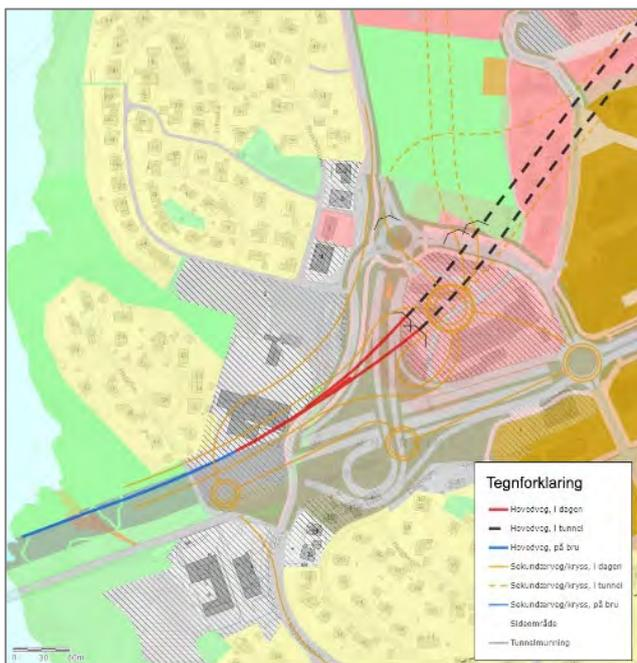 Tegnforklaring
Hovedveg, i dagen
Hovedveg, i tunnel
Hovedveg, på bru
Sekundærveg/kryss, i dagen
Sekundærveg/kryss, i tunnel
Sekundærveg/kryss, på bru
Sideområde
Tunnelmunning
0 30 60m